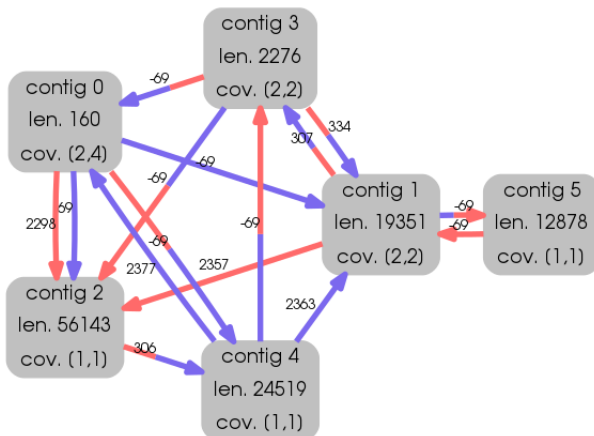 contig 3
len. 2276
cov. (2,2)
-69
contig 0
len. 160
cov. (2,4)
307
334
-69
-69
contig 1
len. 19351
cov. (2,2)
-69
-69
contig 5
len. 12878
cov. (1,1)
2298
69
-69
-69
2377
2357
contig 2
len. 56143
cov. (1,1)
306
2363
contig 4
len. 24519
cov. (1,1)